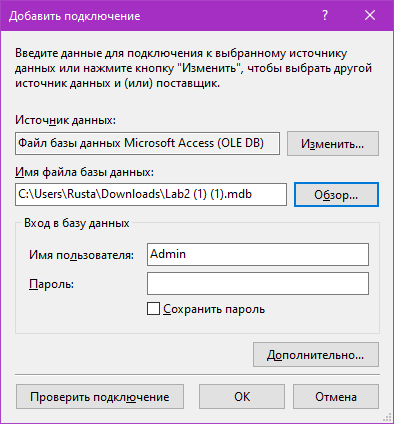 Добавить подключение
Введите данные для подключения к выбранному источнику
данных или нажмите кнопку "Изменить", чтобы выбрать другой
источник данных и (или) поставщик.
Источник данных:
Файл базы данных Microsoft Access (OLE DB)
Изменить...
Имя файла базы данных:
C:\Users\Rusta\Downloads\Lab2 (1) (1).mdb
Обзор...
Вход в базу данных
Имя пользователя:
Admin
Пароль:
Сохранить пароль
Дополнительно...
Проверить подключение
ОК
Отмена